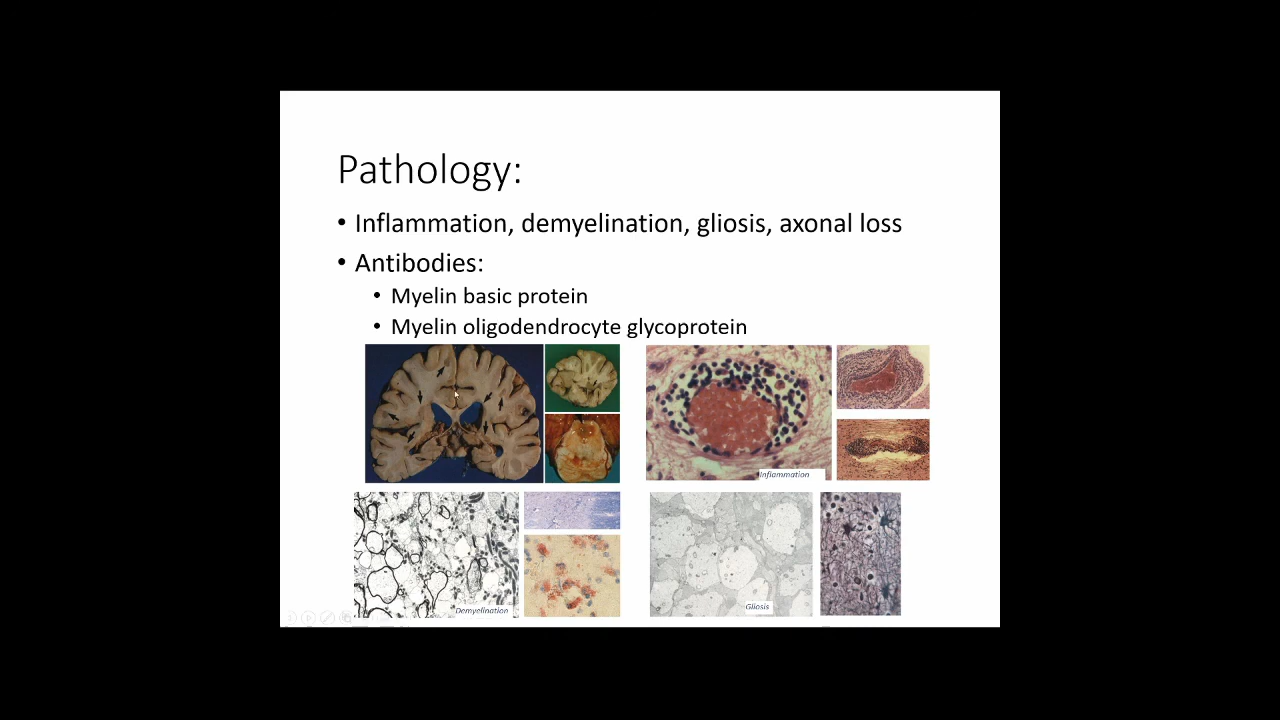 Pathology:
• Inflammation, demyelination, gliosis, axonal loss
• Antibodies:
• Myelin basic protein
• Myelin oligodendrocyte glycoprotein
Inflammation
Demyelination
Gliosis